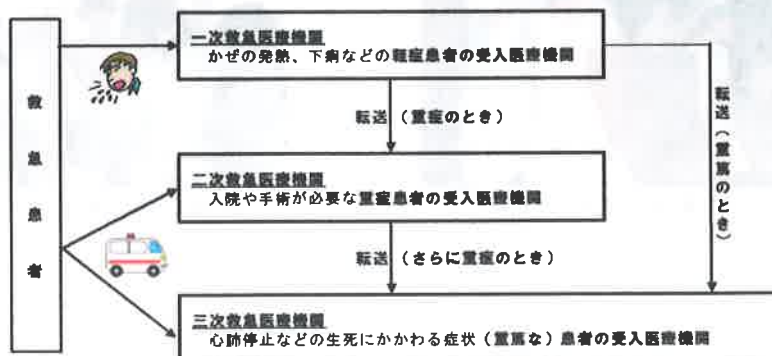 救急患者
一次救急医療機関
かぜの発熱、下痢などの軽症患者の受入医療機関
転送（重症のとき）
転送（重篤のとき）
二次救急医療機関
入院や手術が必要な重症患者の受入医療機関
転送（さらに重症のとき）
三次救急医療機関
心肺停止などの生死にかかわる症状（重篤な）患者の受入医療機関